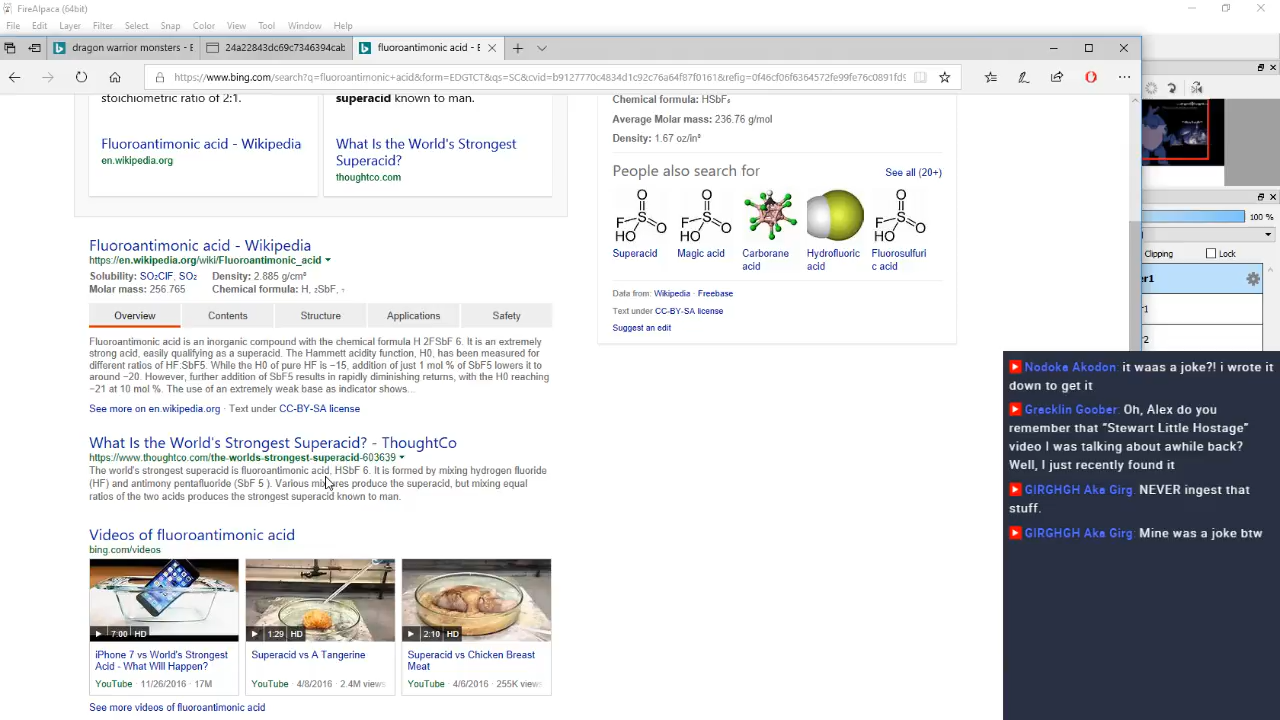 FireAlpaca (64bit)
File Edit Layer Filter Select Snap Color View Tool Window Help
dragon warrior monsters - E
24a22843dc69c7346394cab
fluoroantimonic acid - E
https://www.bing.com/search?q=fluoroantimonic+acid&form=EDGTCT&qs=SC&cvid=b9127770c4834d1c92c76a64f87f0161&refig=0f46cf06f6364572fe99fe76c0891fd9
stoichiometric ratio of 2:1.
Fluoroantimonic acid - Wikipedia
en.wikipedia.org
superacid known to man.
What Is the World's Strongest
Superacid?
thoughtco.com
Chemical formula: HSbF₆
Average Molar mass: 236.76 g/mol
Density: 1.67 oz/in³
People also search for
See all (20+)
Superacid
Magic acid
Carborane
acid
Hydrofluoric
acid
Fluorosulfuri
c acid
Data from: Wikipedia · Freebase
Text under CC-BY-SA license
Suggest an edit
Fluoroantimonic acid - Wikipedia
https://en.wikipedia.org/wiki/Fluoroantimonic_acid
Solubility: SO₂ClF, SO₂ Density: 2.885 g/cm³
Molar mass: 256.765 Chemical formula: H, ₂SbF, ₇
Overview Contents Structure Applications Safety
Fluoroantimonic acid is an inorganic compound with the chemical formula H 2FSbF 6. It is an extremely
strong acid, easily qualifying as a superacid. The Hammett acidity function, H0, has been measured for
different ratios of HF:SbF5. While the H0 of pure HF is −15, addition of just 1 mol % of SbF5 lowers it to
around −20. However, further addition of SbF5 results in rapidly diminishing returns, with the H0 reaching
−21 at 10 mol %. The use of an extremely weak base as indicator shows...
See more on en.wikipedia.org · Text under CC-BY-SA license
What Is the World's Strongest Superacid? - ThoughtCo
https://www.thoughtco.com/the-worlds-strongest-superacid-603639
The world's strongest superacid is fluoroantimonic acid, HSbF 6. It is formed by mixing hydrogen fluoride
(HF) and antimony pentafluoride (SbF 5 ). Various mixtures produce the superacid, but mixing equal
ratios of the two acids produces the strongest superacid known to man.
Videos of fluoroantimonic acid
bing.com/videos
7:00 HD
1:29 HD
2:10 HD
iPhone 7 vs World's Strongest
Acid - What Will Happen?
YouTube · 11/26/2016 · 17M
Superacid vs A Tangerine
YouTube · 4/8/2016 · 2.4M views
Superacid vs Chicken Breast
Meat
YouTube · 4/6/2016 · 255K views
See more videos of fluoroantimonic acid
100 %
Clipping Lock
er1
r1
r2
Nodoka Akodon: it waas a joke?! i wrote it
down to get it
Gracklin Goober: Oh, Alex do you
remember that "Stewart Little Hostage"
video I was talking about awhile back?
Well, I just recently found it
GIRGHGH Aka Girg: NEVER ingest that
stuff.
GIRGHGH Aka Girg: Mine was a joke btw
F
O
S
O
HO
F
O
S
O
HO
F
O
S
O
HO